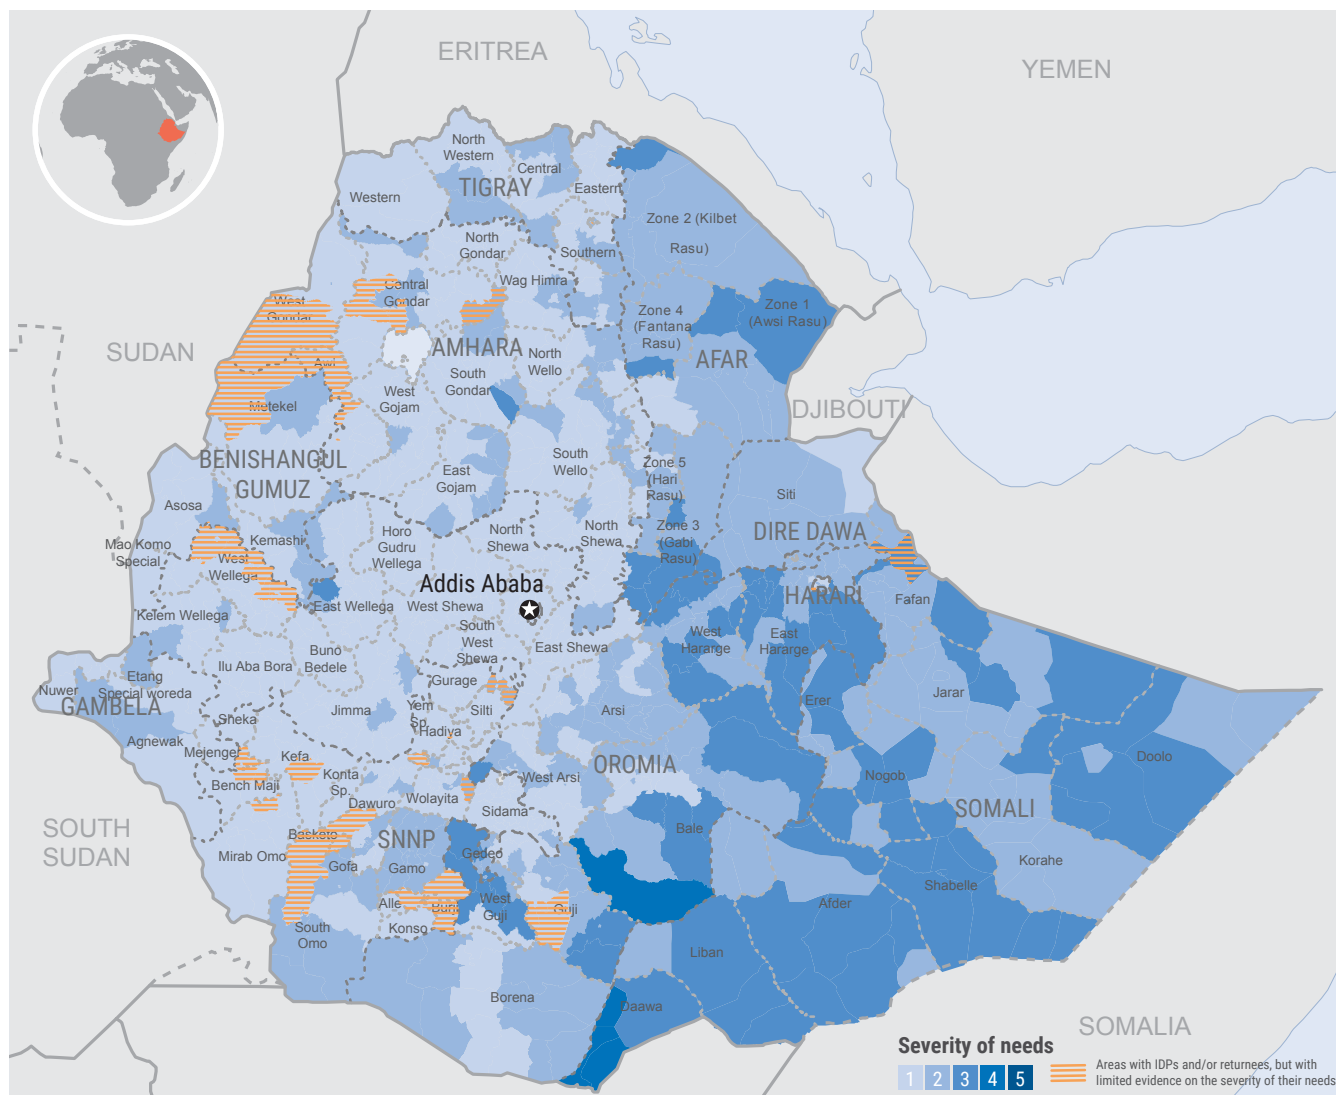 ERITREA
YEMEN
North
Western
Central
TIGRAY
Eastern
Western
Zone 2 (Kilbet
Rasu)
North
Gondar
Southern
Wag Himra
Central
Gondar
West
Gondar
Zone 1
(Awsi Rasu)
Zone 4
(Fantana
Rasu)
SUDAN
AMHARA
North
Wello
AFAR
Awi
South
Gondar
West
Gojam
Metekel
DJIBOUTI
BENISHANGUL
GUMUZ
South
Wello
East
Gojam
Zone 5
(Hari
Rasu)
Siti
Asosa
Horo
Gudru
Wellega
North
Shewa
North
Shewa
Zone 3
(Gabi
Rasu)
DIRE DAWA
Mao Komo
Special
Kemashi
West
Wellega
Addis Ababa
HARARI
Fafan
East Wellega
West Shewa
Kelem Wellega
South
West
Shewa
East Shewa
West
Hararge
East
Hararge
Buno
Bedele
Ilu Aba Bora
Etang
Special woreda
Nuwer
GAMBELA
Gurage
Jarar
Erer
Yem
Sp.
Silti
Arsi
Jimma
Sheka
Hadiya
Agnewak
Mejenger
Kefa
Konta
Sp.
West Arsi
OROMIA
Doolo
Nogob
Bench Maji
Dawuro
Wolayita
Sidama
SOMALI
SOUTH
SUDAN
Basketo
SNNP
Bale
Mirab Omo
Gofa
Gamo
Gedeo
Korahe
Shabelle
Alle
Burji
West
Guji
Guji
Afder
South
Omo
Konso
Liban
Borena
Daawa
SOMALIA
Severity of needs
1 2 3 4 5
Areas with IDPs and/or returnees, but with
limited evidence on the severity of their needs